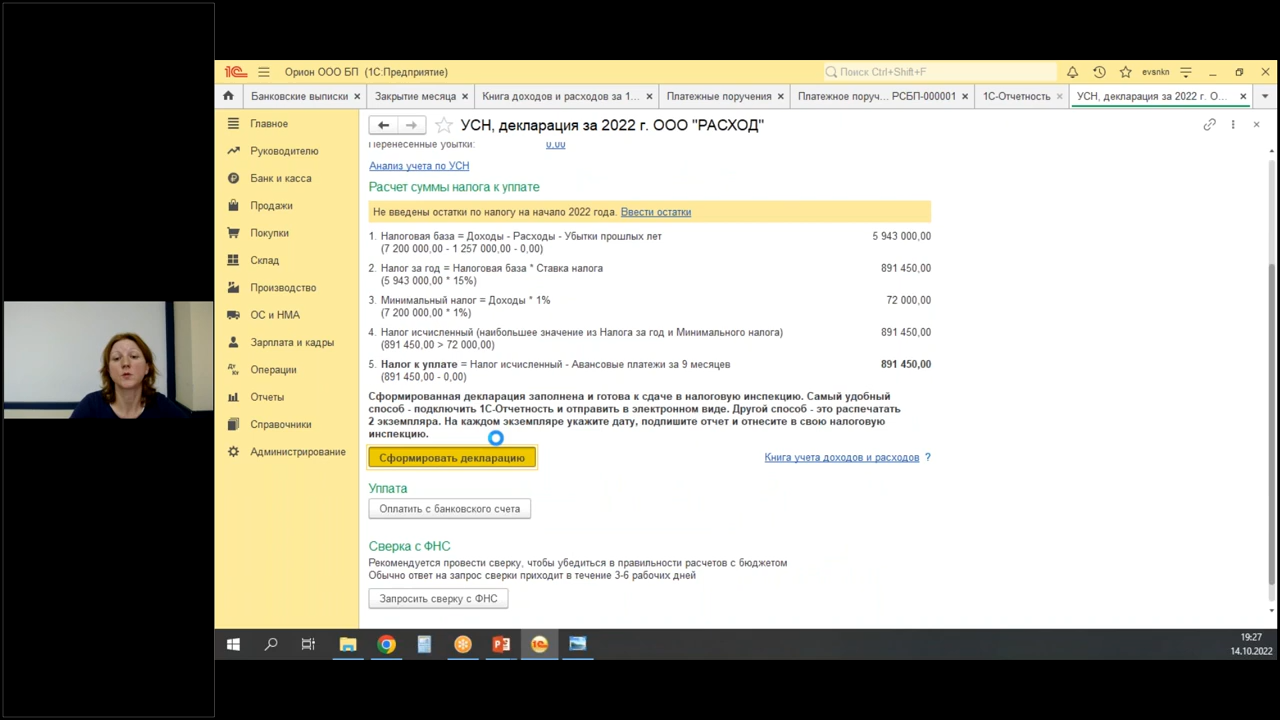 1С Орион ООО БП (1С:Предприятие) Поиск Ctrl+Shift+F evsankn
Банковские выписки × Закрытие месяца × Книга доходов и расходов за 1... × Платежные поручения × Платежное поруч... РСБП-000001 × 1С-Отчетность × УСН, декларация за 2022 г. О... ×
Главное
Руководителю
Банк и касса
Продажи
Покупки
Склад
Производство
ОС и НМА
Зарплата и кадры
Операции
Отчеты
Справочники
Администрирование
УСН, декларация за 2022 г. ООО "РАСХОД"
Перенесенные убытки: 0,00
Анализ учета по УСН
Расчет суммы налога к уплате
Не введены остатки по налогу на начало 2022 года. Ввести остатки
1. Налоговая база = Доходы - Расходы - Убытки прошлых лет 5 943 000,00
(7 200 000,00 - 1 257 000,00 - 0,00)
2. Налог за год = Налоговая база * Ставка налога 891 450,00
(5 943 000,00 * 15%)
3. Минимальный налог = Доходы * 1% 72 000,00
(7 200 000,00 * 1%)
4. Налог исчисленный (наибольшее значение из Налога за год и Минимального налога) 891 450,00
(891 450,00 > 72 000,00)
5. Налог к уплате = Налог исчисленный - Авансовые платежи за 9 месяцев 891 450,00
(891 450,00 - 0,00)
Сформированная декларация заполнена и готова к сдаче в налоговую инспекцию. Самый удобный
способ - подключить 1С-Отчетность и отправить в электронном виде. Другой способ - это распечатать
2 экземпляра. На каждом экземпляре укажите дату, подпишите отчет и отнесите в свою налоговую
инспекцию.
Сформировать декларацию Книга учета доходов и расходов ?
Уплата
Оплатить с банковского счета
Сверка с ФНС
Рекомендуется провести сверку, чтобы убедиться в правильности расчетов с бюджетом
Обычно ответ на запрос сверки приходит в течение 3-6 рабочих дней
Запросить сверку с ФНС
19:27
14.10.2022